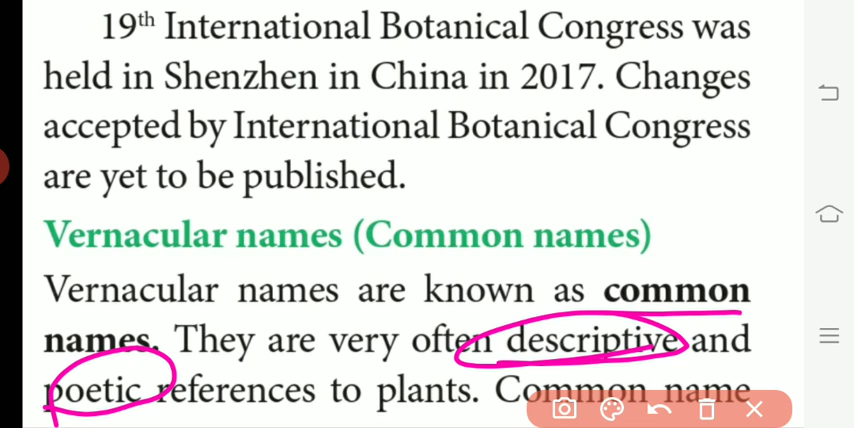 19th International Botanical Congress was
held in Shenzhen in China in 2017. Changes
accepted by International Botanical Congress
are yet to be published.
Vernacular names (Common names)
Vernacular names are known as common
names. They are very often descriptive and
poetic references to plants. Common name